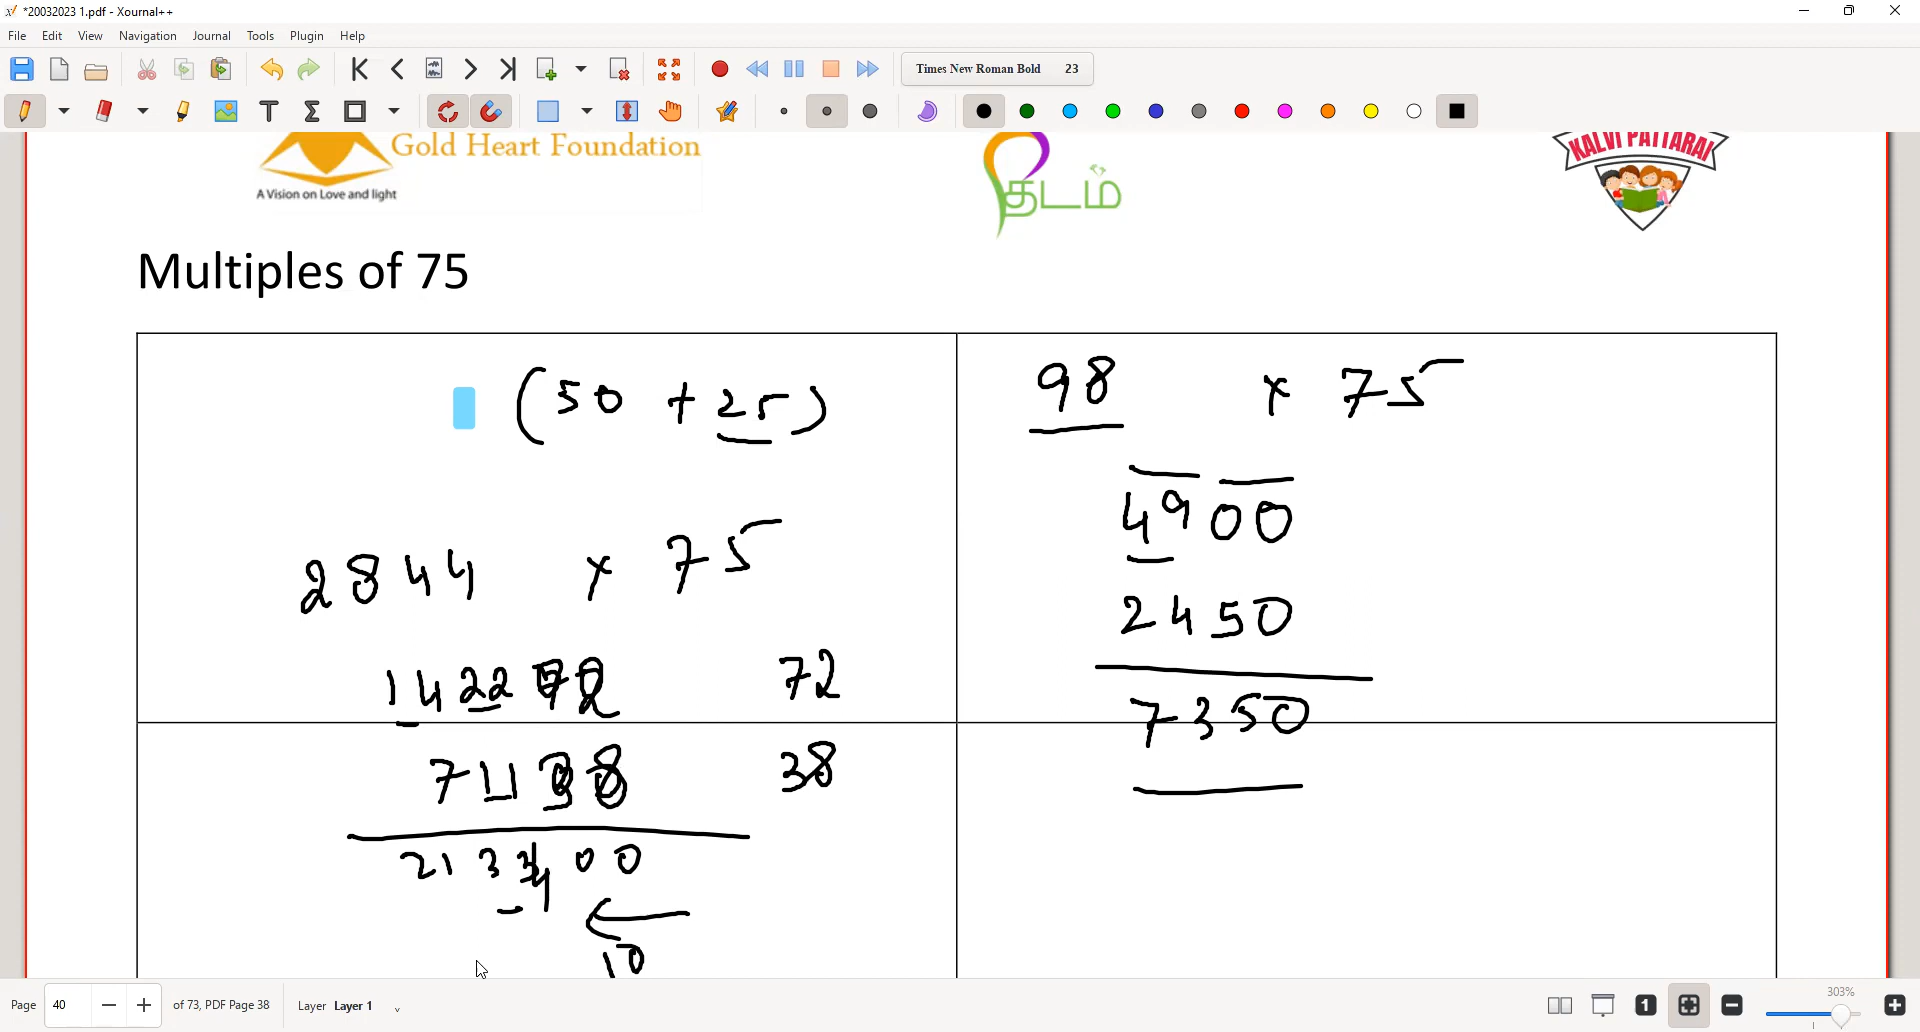 *20032023 1.pdf - Xournal++
File Edit View Navigation Journal Tools Plugin Help
Times New Roman Bold 23
Gold Heart Foundation
A Vision on Love and light
தடம்
KALVI PATTARAI
Multiples of 75
(50 + 25)
2844 x 75
72
38
10
98 x 75
4900
2450
7350
Page 40 of 73, PDF Page 38 Layer Layer 1
1
303%